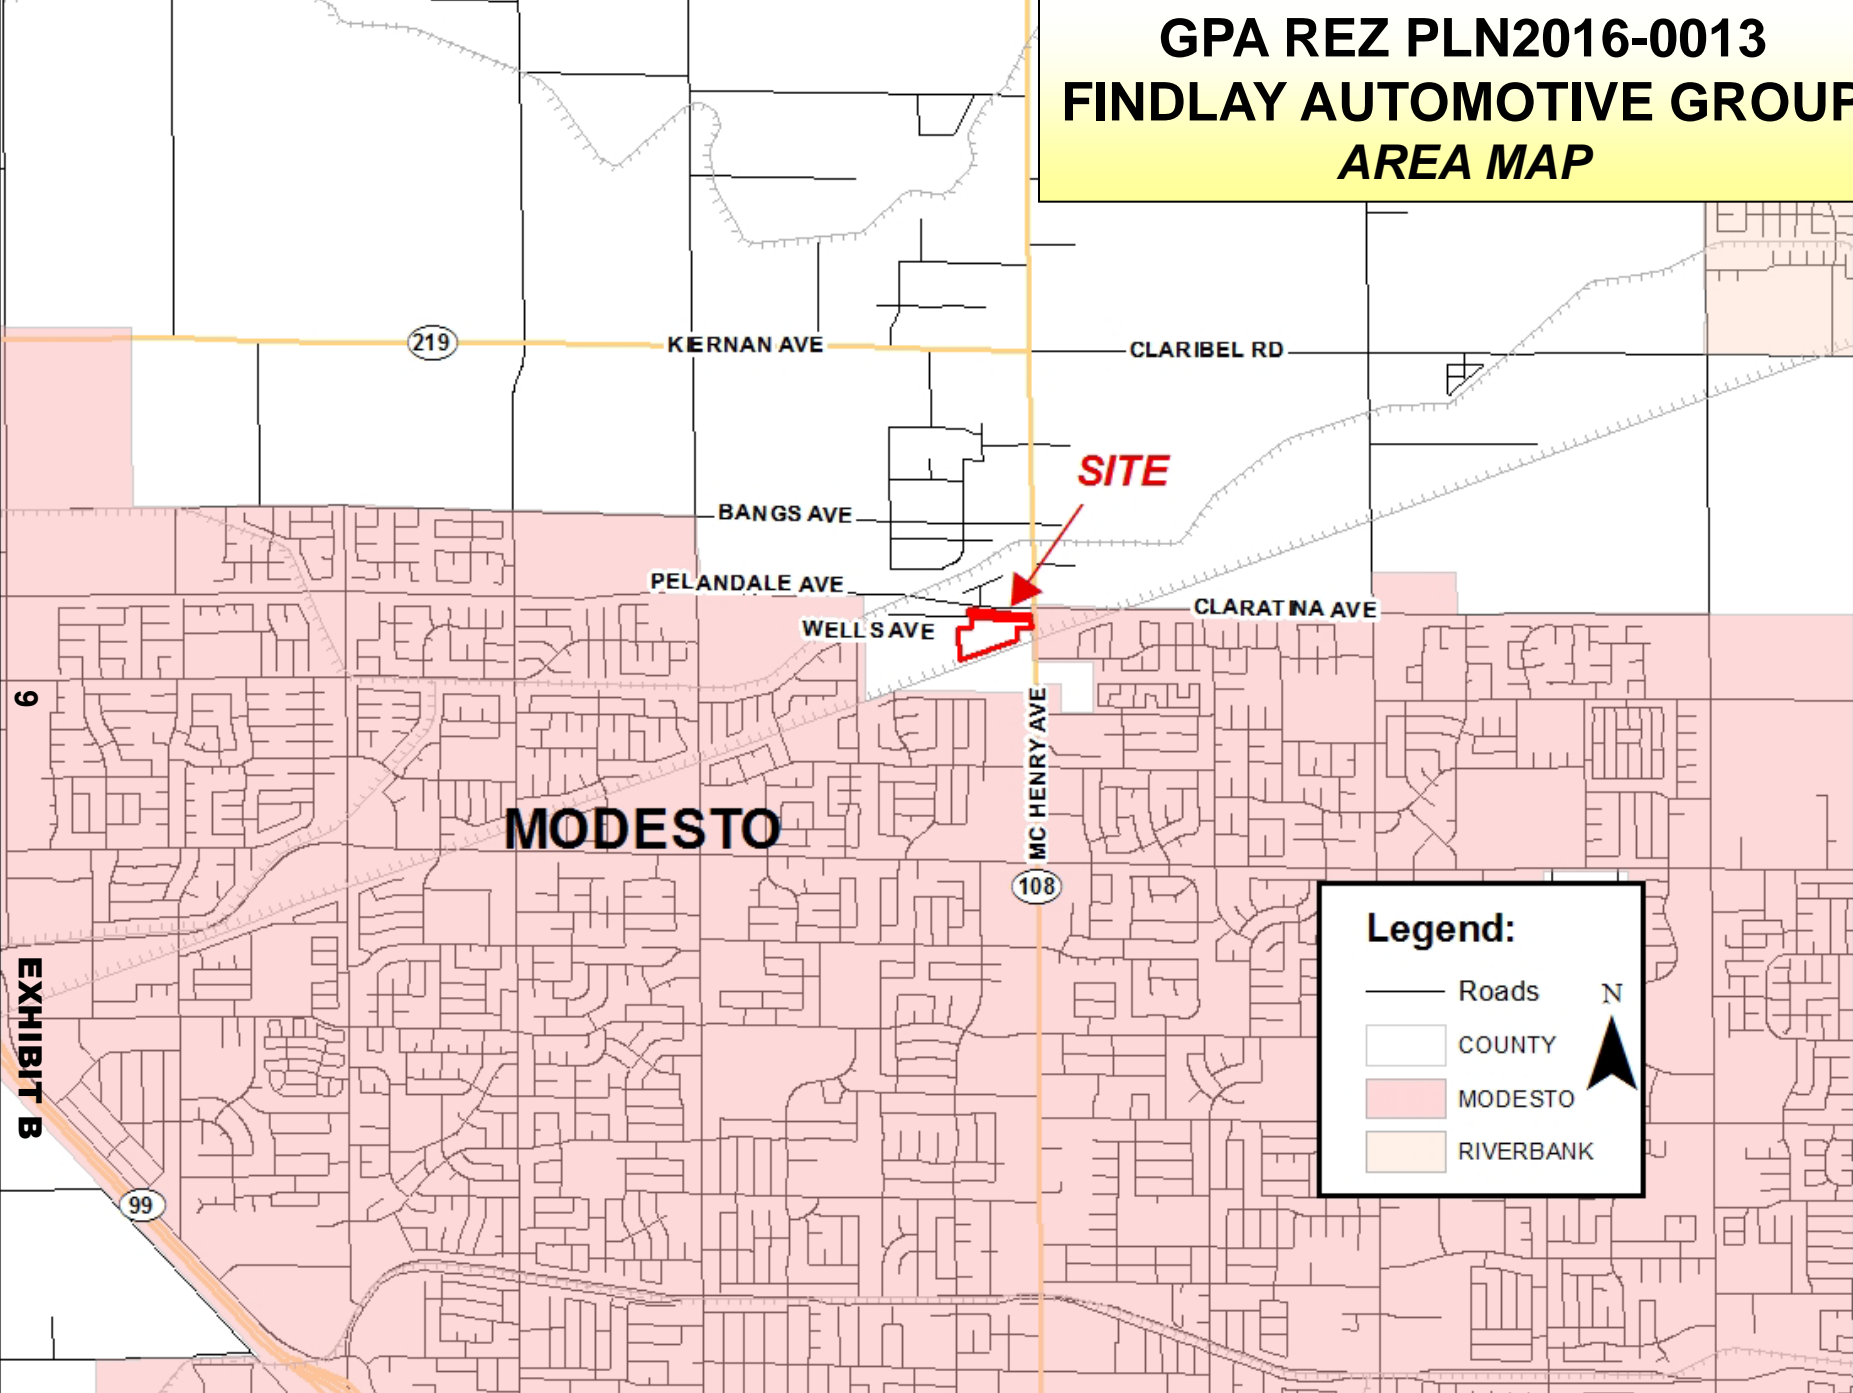 GPA REZ PLN2016-0013
FINDLAY AUTOMOTIVE GROUP
AREA MAP
219
KIERNAN AVE
CLARIBEL RD
SITE
BANGS AVE
PELANDALE AVE
CLARATINA AVE
WELLS AVE
9
MC HENRY AVE
MODESTO
108
EXHIBIT B
99
Legend:
Roads
N
COUNTY
MODESTO
RIVERBANK